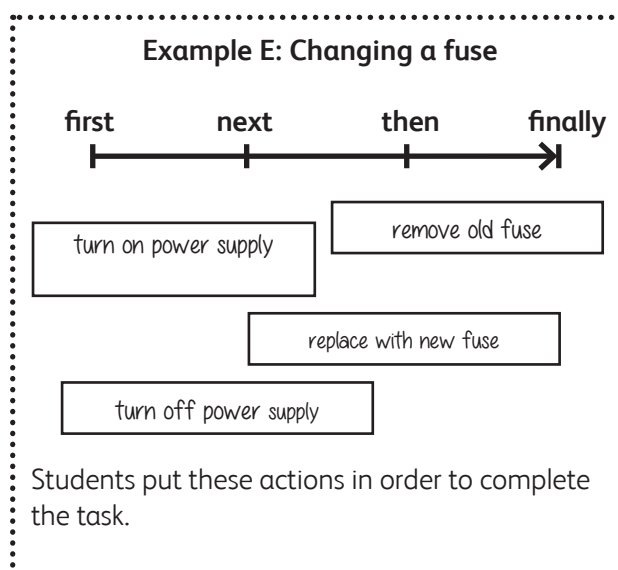 Example E: Changing a fuse
first next then finally
turn on power supply
remove old fuse
replace with new fuse
turn off power supply
Students put these actions in order to complete
the task.